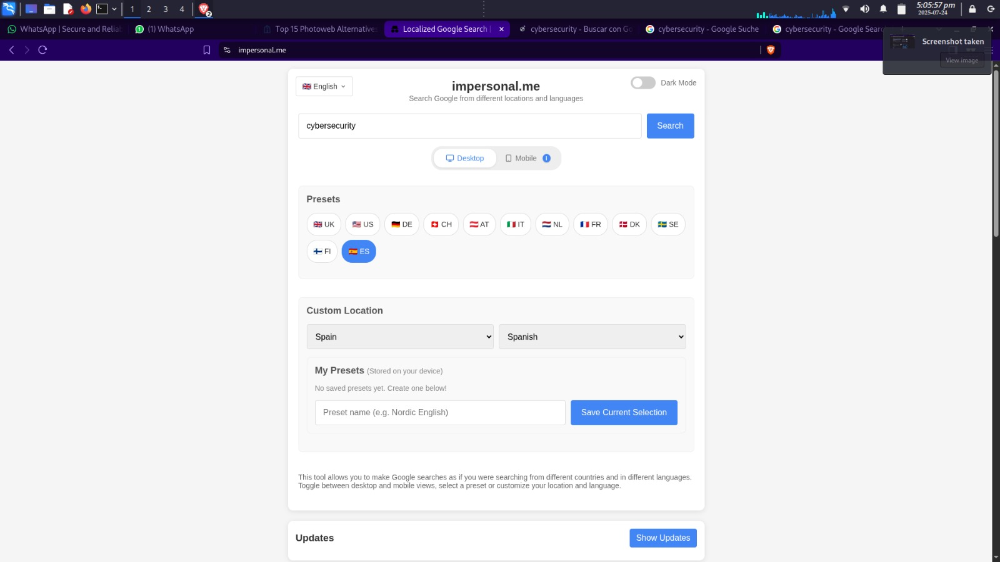 1 2 3 4 2
5:05:57 pm
2025-07-24
WhatsApp | Secure and Relia
(1) WhatsApp
Top 15 Photoweb Alternative
Localized Google Search |
cybersecurity - Buscar con Go
cybersecurity - Google Suche
cybersecurity - Google Search
impersonal.me
Screenshot taken
View image
English
impersonal.me
Dark Mode
Search Google from different locations and languages
cybersecurity
Search
Desktop
Mobile i
Presets
UK US DE CH AT IT NL FR DK SE
FI ES
Custom Location
Spain
Spanish
My Presets (Stored on your device)
No saved presets yet. Create one below!
Preset name (e.g. Nordic English)
Save Current Selection
This tool allows you to make Google searches as if you were searching from different countries and in different languages.
Toggle between desktop and mobile views, select a preset or customize your location and language.
Updates
Show Updates